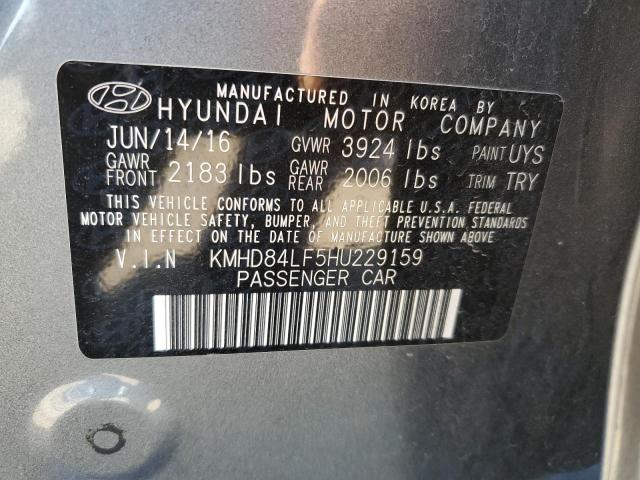 MANUFACTURED IN KOREA BY
HYUNDAI MOTOR COMPANY
JUN/14/16 GVWR 3924 lbs PAINT UYS
GAWR FRONT 2183 lbs GAWR REAR 2006 lbs TRIM TRY
THIS VEHICLE CONFORMS TO ALL APPLICABLE U.S.A. FEDERAL
MOTOR VEHICLE SAFETY, BUMPER, AND THEFT PREVENTION STANDARDS
IN EFFECT ON THE DATE OF MANUFACTURE SHOWN ABOVE.
V.I.N KMHD84LF5HU229159
PASSENGER CAR